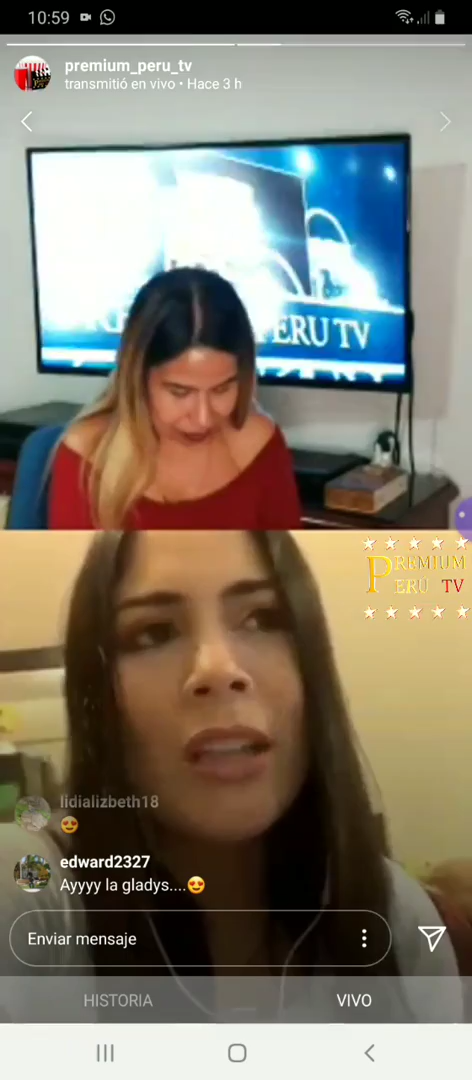 10:59
premium_peru_tv
transmitió en vivo • Hace 3 h
PERU TV
PREMIUM
PERÚ TV
lidializbeth18
😍
edward2327
Ayyyy la gladys....😍
Enviar mensaje
HISTORIA
VIVO